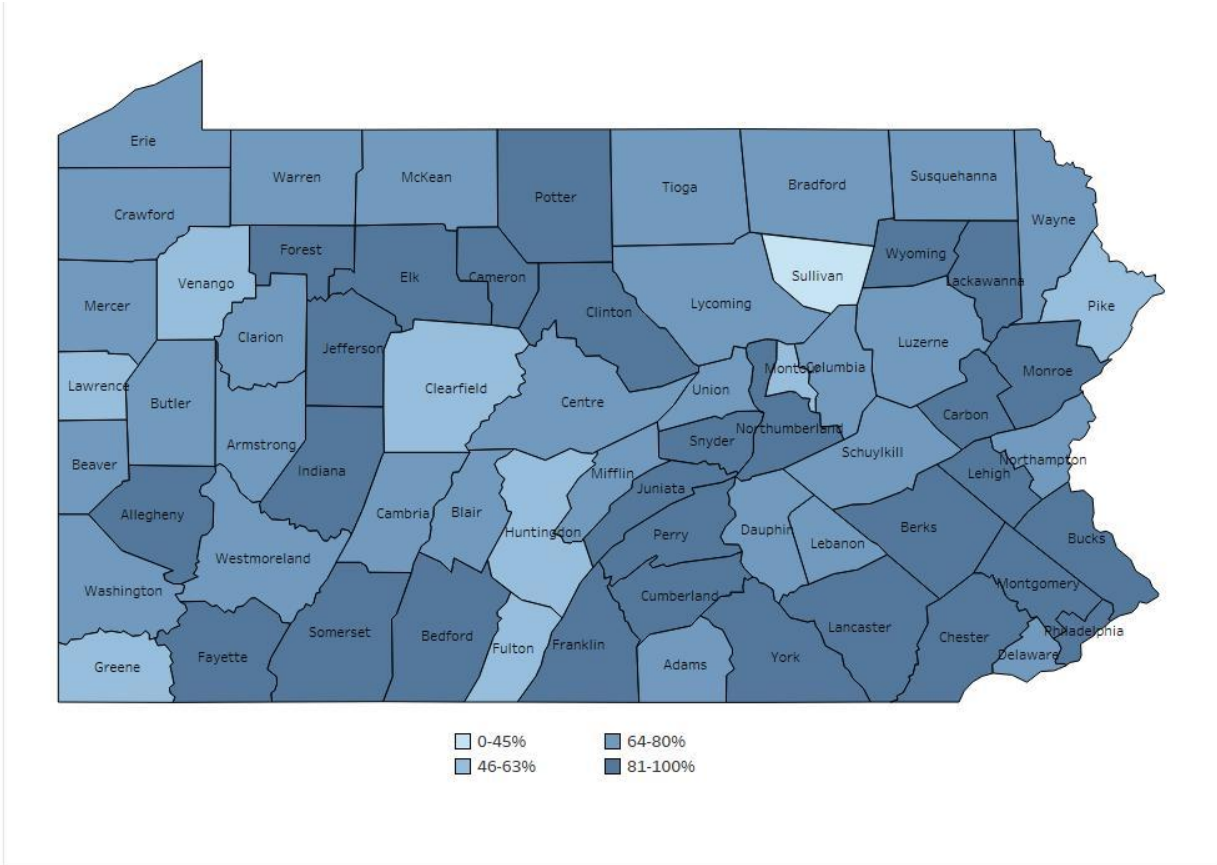 Erie
Warren
McKean
Potter
Tioga
Bradford
Susquehanna
Crawford
Wayne
Forest
Elk
Cameron
Wyoming
Lackawanna
Venango
Sullivan
Mercer
Clinton
Lycoming
Pike
Clarion
Jefferson
Luzerne
Montour
Columbia
Monroe
Lawrence
Clearfield
Union
Butler
Centre
Carbon
Northumberland
Snyder
Armstrong
Beaver
Indiana
Schuylkill
Northampton
Mifflin
Lehigh
Juniata
Allegheny
Cambria
Blair
Huntingdon
Perry
Dauphin
Lebanon
Berks
Bucks
Westmoreland
Washington
Cumberland
Montgomery
Somerset
Bedford
Lancaster
Philadelphia
Chester
Fulton
Franklin
Fayette
Greene
Adams
York
Delaware
0-45%
64-80%
46-63%
81-100%